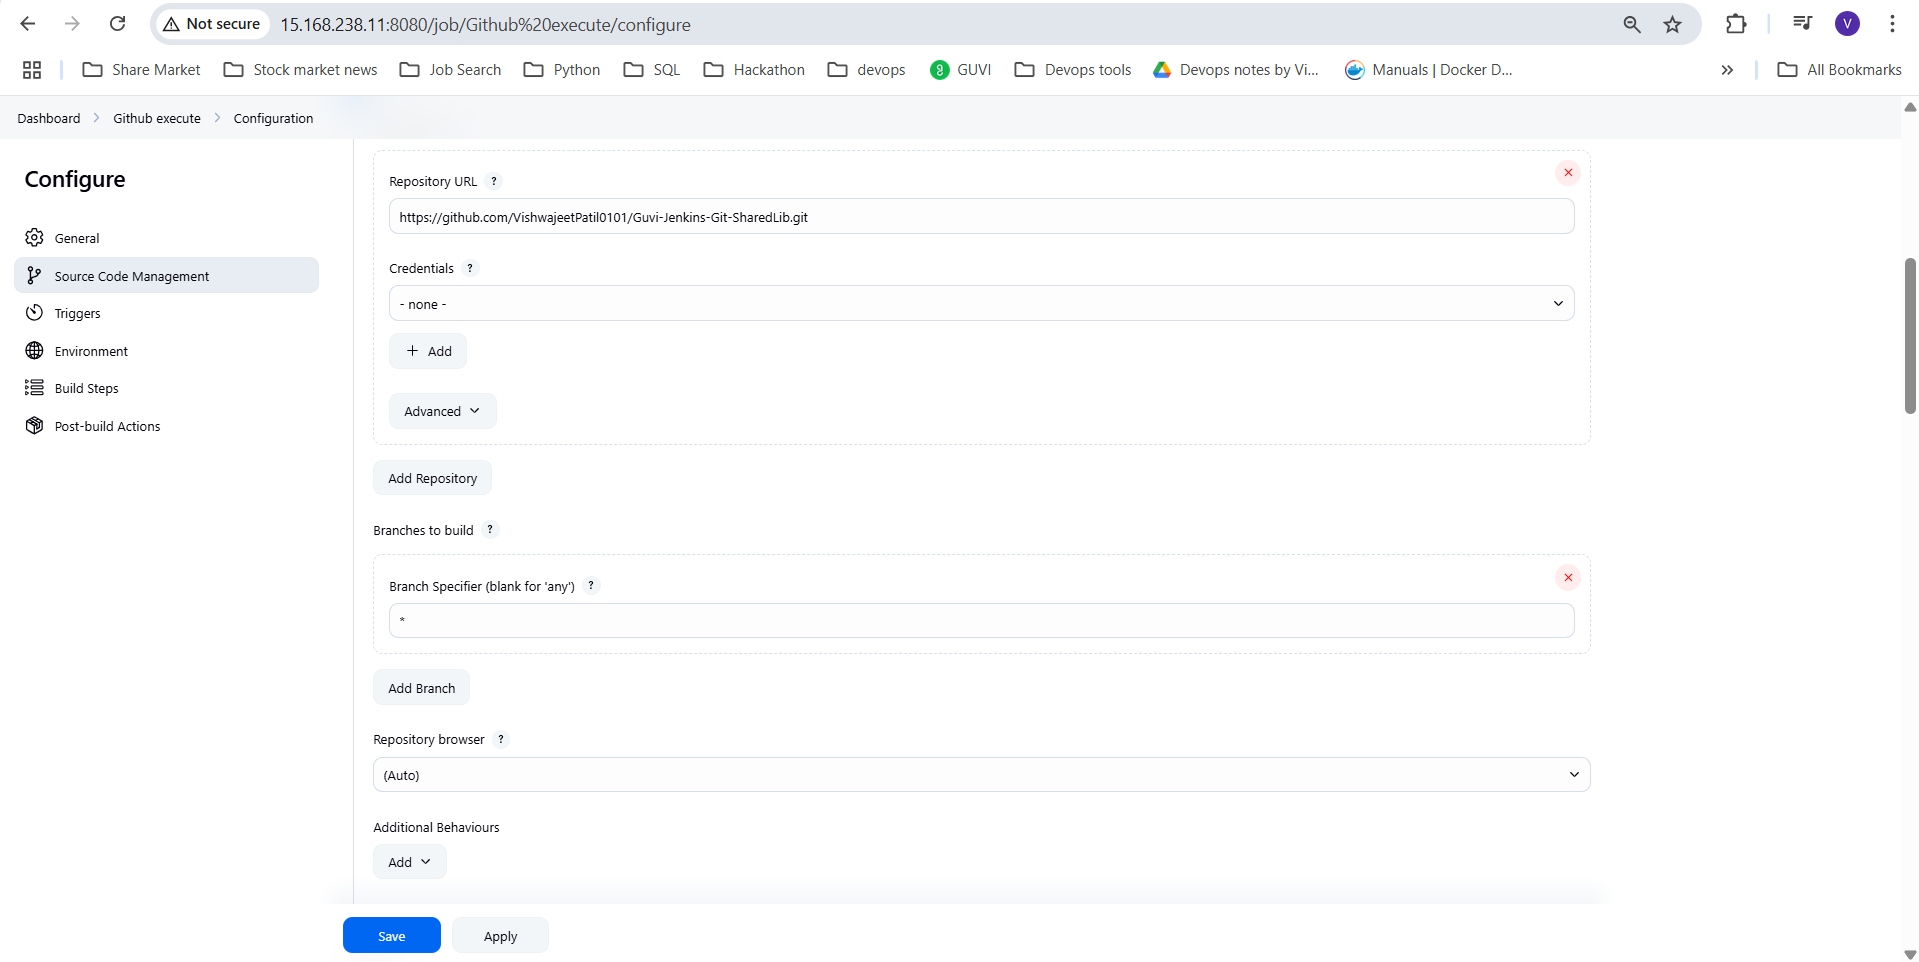 Not secure 15.168.238.11:8080/job/Github%20execute/configure V
Share Market Stock market news Job Search Python SQL Hackathon devops GUVI Devops tools Devops notes by Vi... Manuals | Docker D... All Bookmarks
Dashboard Github execute Configuration
Configure
General
Source Code Management
Triggers
Environment
Build Steps
Post-build Actions
Repository URL ?
https://github.com/VishwajeetPatil0101/Guvi-Jenkins-Git-SharedLib.git
Credentials ?
- none -
+ Add
Advanced
Add Repository
Branches to build ?
Branch Specifier (blank for 'any') ?
*
Add Branch
Repository browser ?
(Auto)
Additional Behaviours
Add
Save Apply